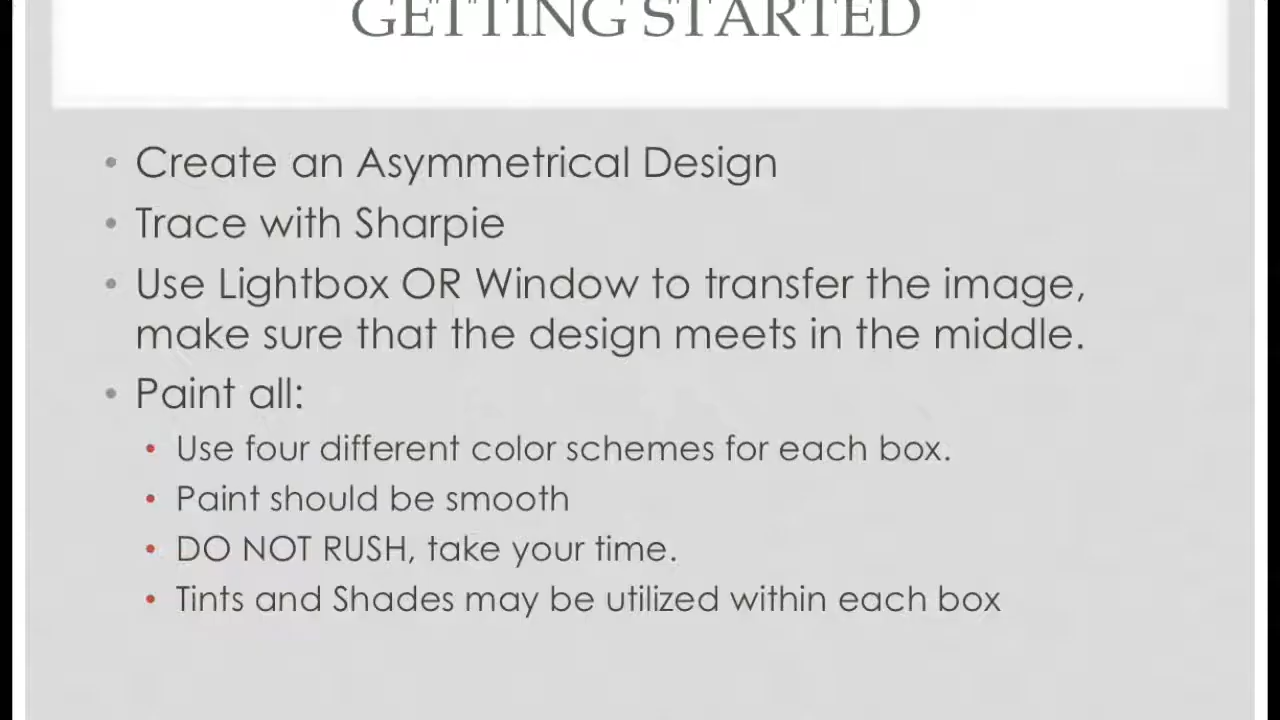 GETTING STARTED
• Create an Asymmetrical Design
• Trace with Sharpie
• Use Lightbox OR Window to transfer the image,
make sure that the design meets in the middle.
• Paint all:
• Use four different color schemes for each box.
• Paint should be smooth
• DO NOT RUSH, take your time.
• Tints and Shades may be utilized within each box